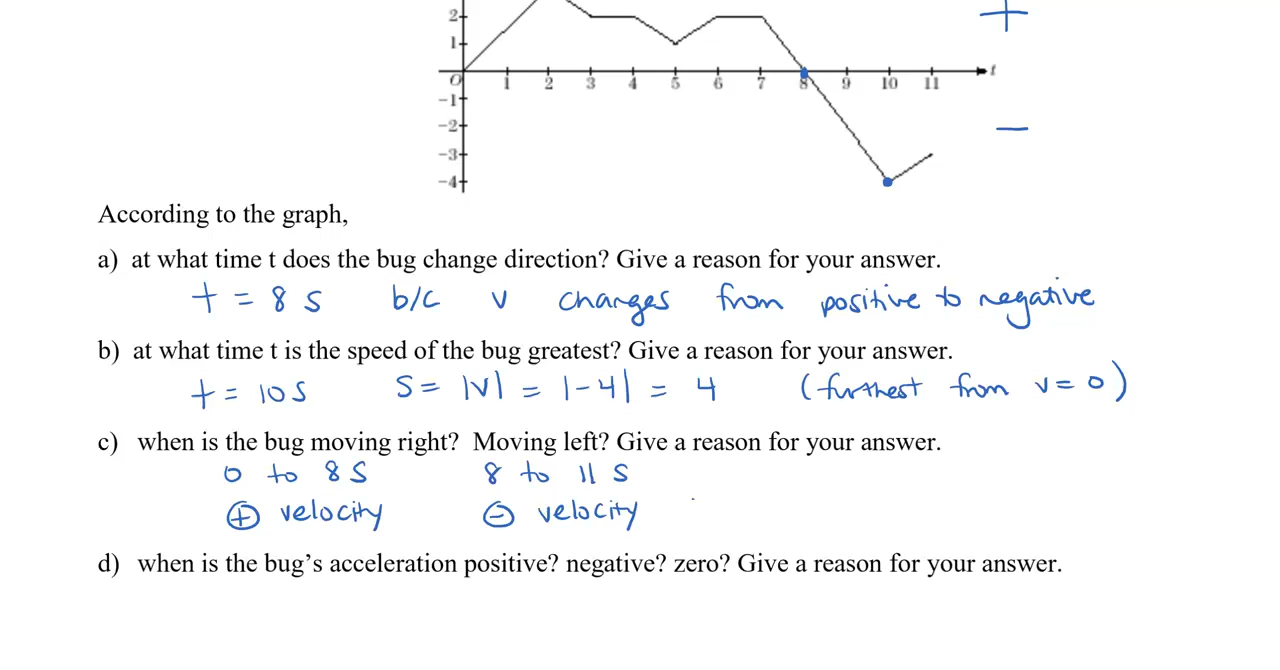 2
+
1
O 1 2 3 4 5 6 7 8 9 10 11 t
-1
-2
−
-3
-4
According to the graph,
a) at what time t does the bug change direction? Give a reason for your answer.
t = 8 s b/c v changes from positive to negative
b) at what time t is the speed of the bug greatest? Give a reason for your answer.
t = 10 s s = |v| = |-4| = 4 (furthest from v = 0)
c) when is the bug moving right? Moving left? Give a reason for your answer.
0 to 8 s 8 to 11 s
⊕ velocity ⊖ velocity
d) when is the bug’s acceleration positive? negative? zero? Give a reason for your answer.